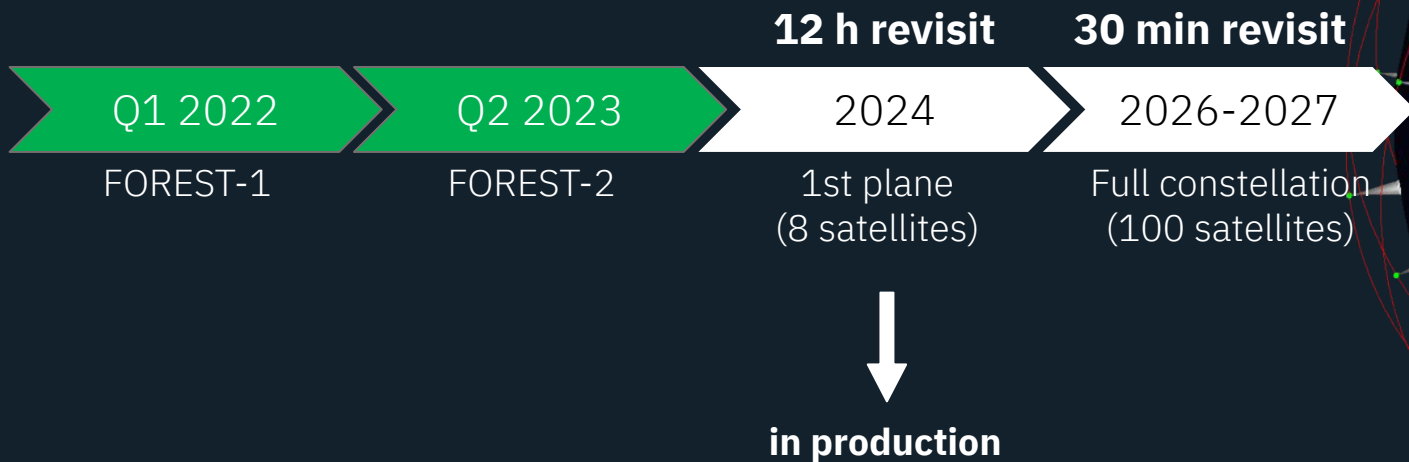 12 h revisit
30 min revisit
Q1 2022
Q2 2023
2024
2026-2027
FOREST-1
FOREST-2
1st plane
(8 satellites)
Full constellation
(100 satellites)
in production